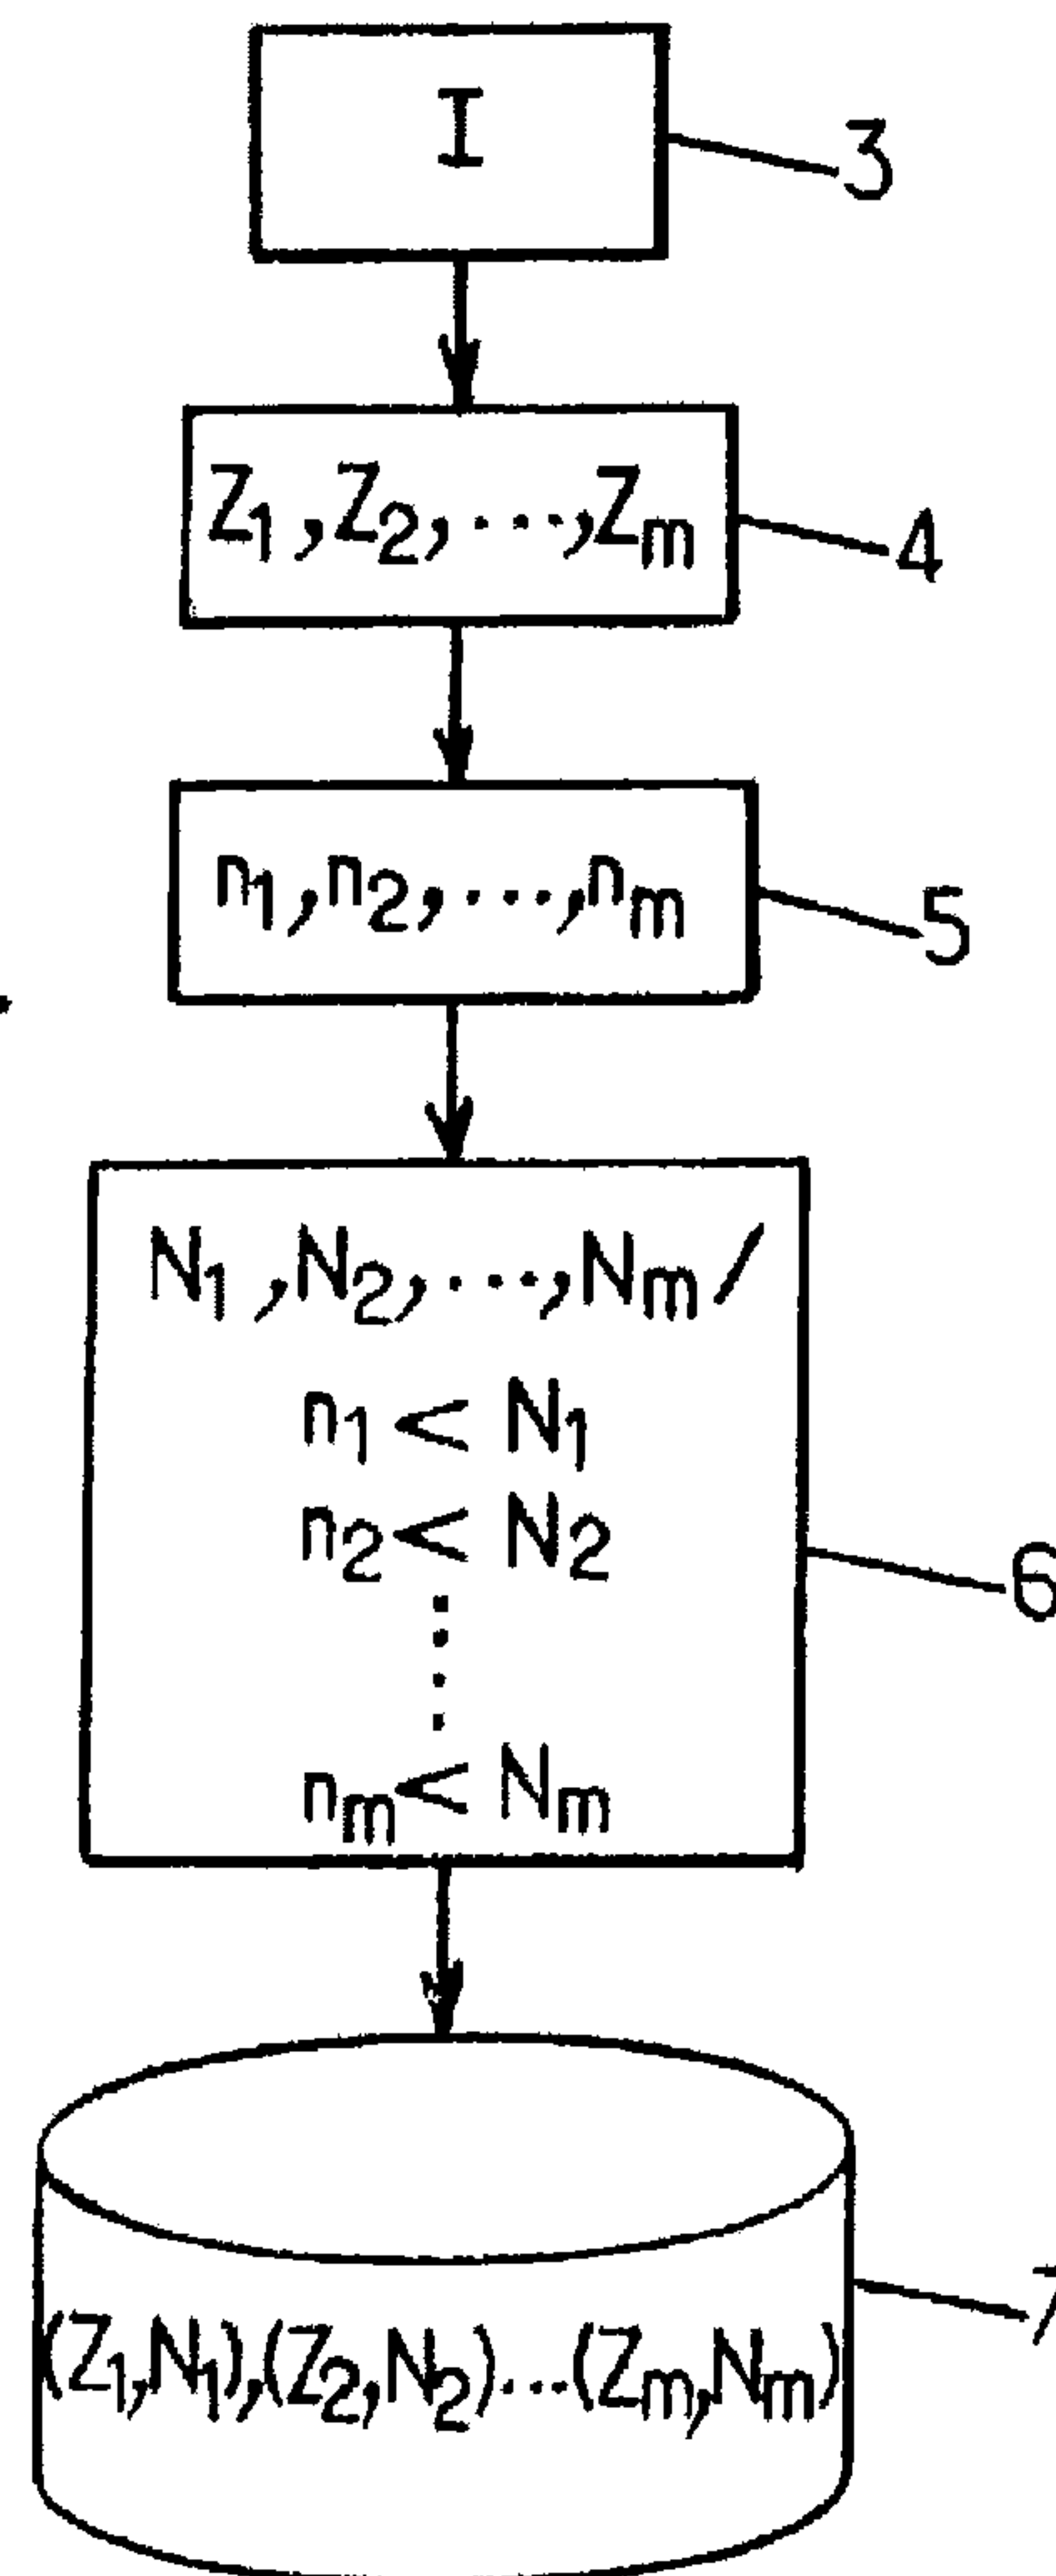 I
3
Z₁,Z₂,...,Zₘ
4
n₁,n₂,...,nₘ
5
N₁,N₂,...,Nₘ/
n₁ < N₁
n₂ < N₂
nₘ < Nₘ
6
(Z₁,N₁),(Z₂,N₂)...(Zₘ,Nₘ)
7